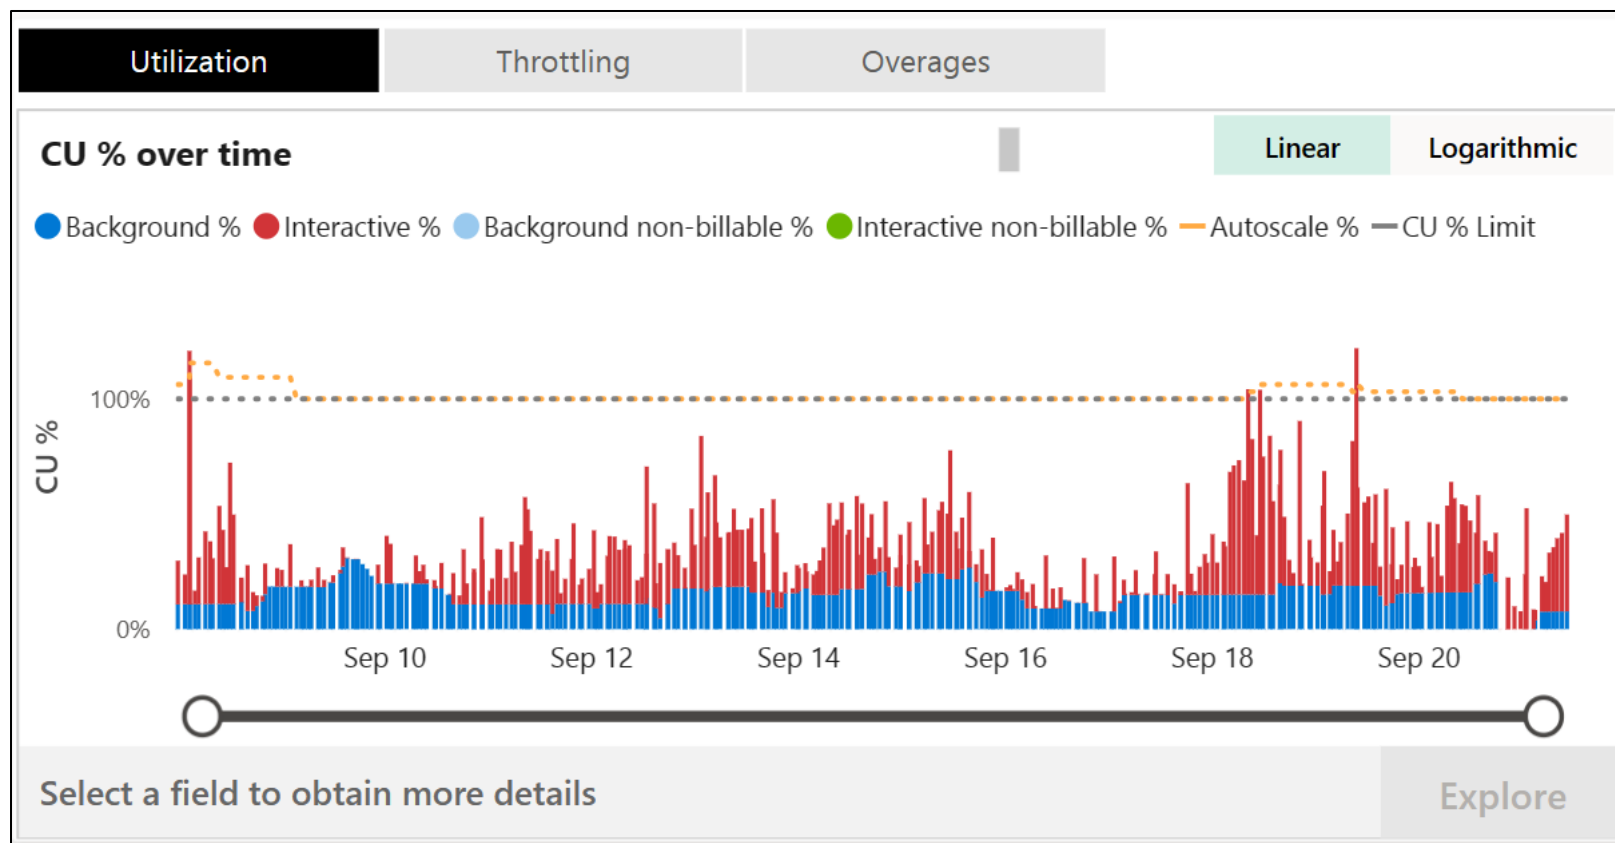 Utilization Throttling Overages
CU % over time
Linear Logarithmic
Background % Interactive % Background non-billable % Interactive non-billable % Autoscale % CU % Limit
100%
CU %
0%
Sep 10 Sep 12 Sep 14 Sep 16 Sep 18 Sep 20
Select a field to obtain more details
Explore